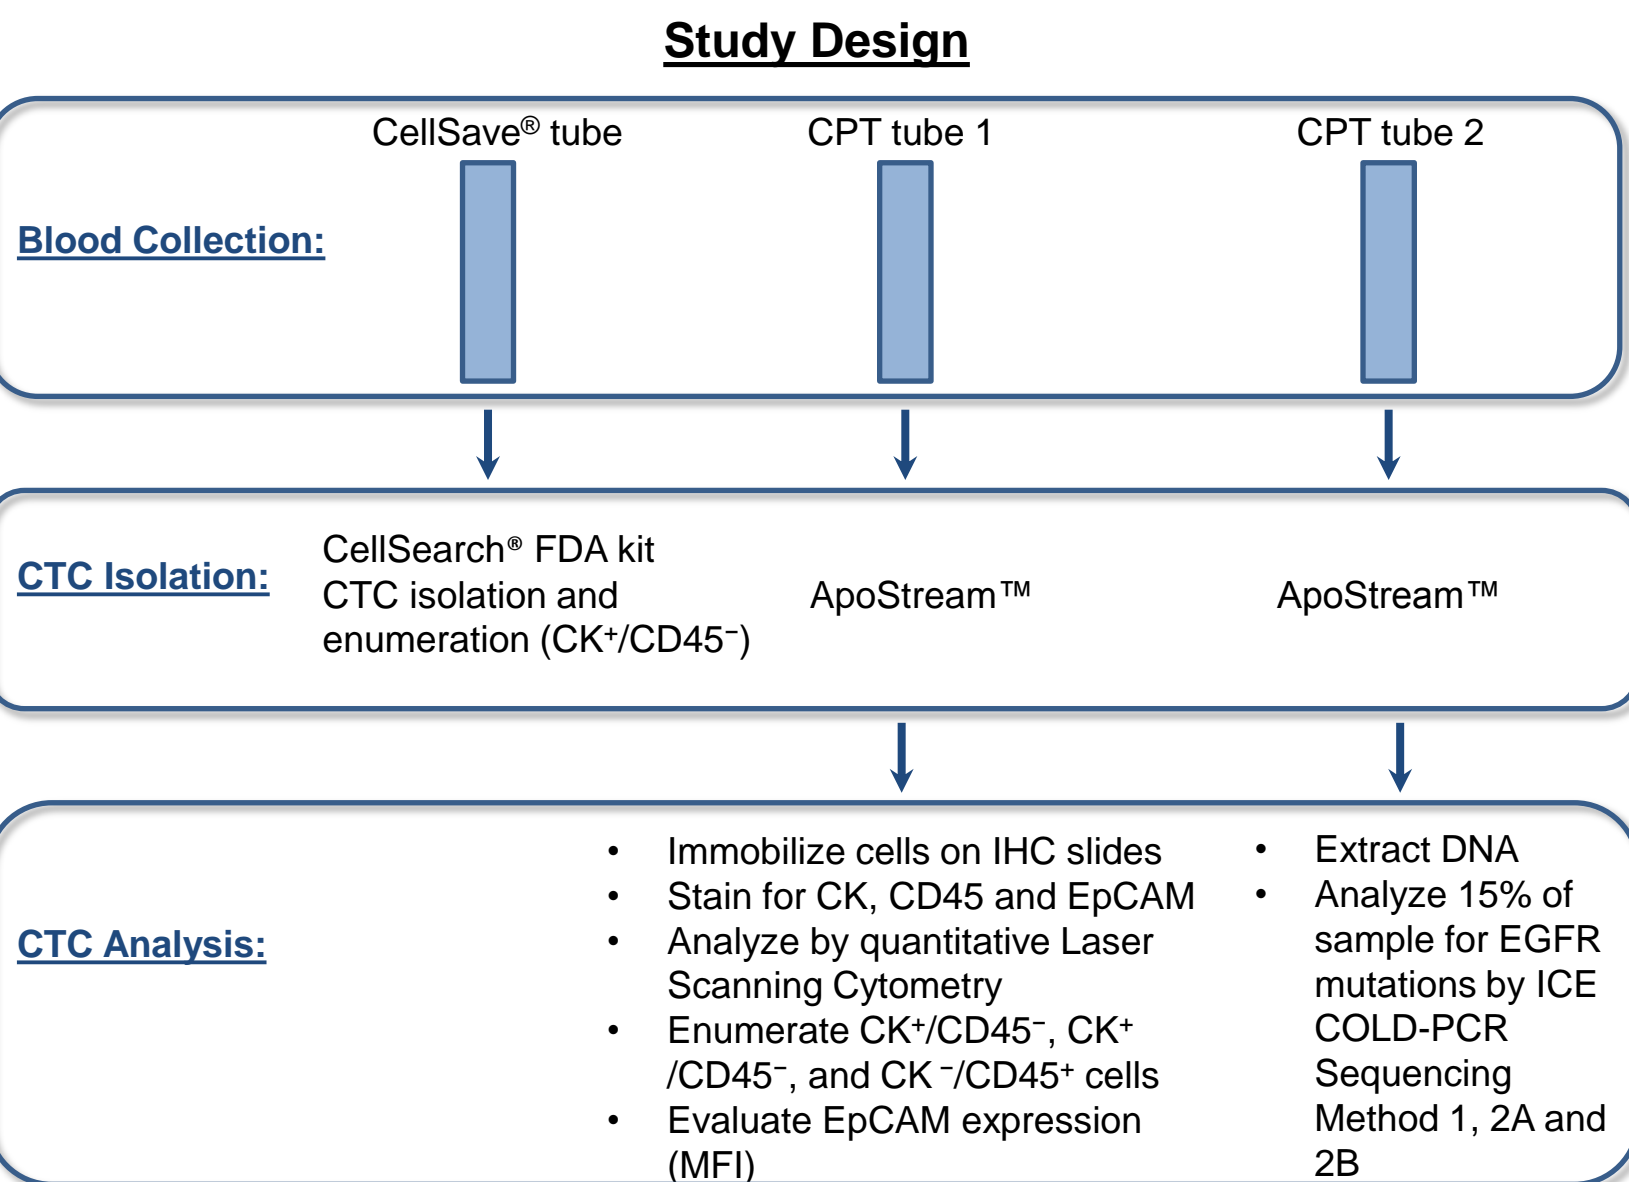 Study Design
CellSave® tube
CPT tube 1
CPT tube 2
Blood Collection:
CTC Isolation:
CellSearch® FDA kit
CTC isolation and
enumeration (CK⁺/CD45⁻)
ApoStream™
ApoStream™
CTC Analysis:
• Immobilize cells on IHC slides
• Stain for CK, CD45 and EpCAM
• Analyze by quantitative Laser
Scanning Cytometry
• Enumerate CK⁺/CD45⁻, CK⁺
/CD45⁻, and CK ⁻/CD45⁺ cells
• Evaluate EpCAM expression
(MFI)
• Extract DNA
• Analyze 15% of
sample for EGFR
mutations by ICE
COLD-PCR
Sequencing
Method 1, 2A and
2B